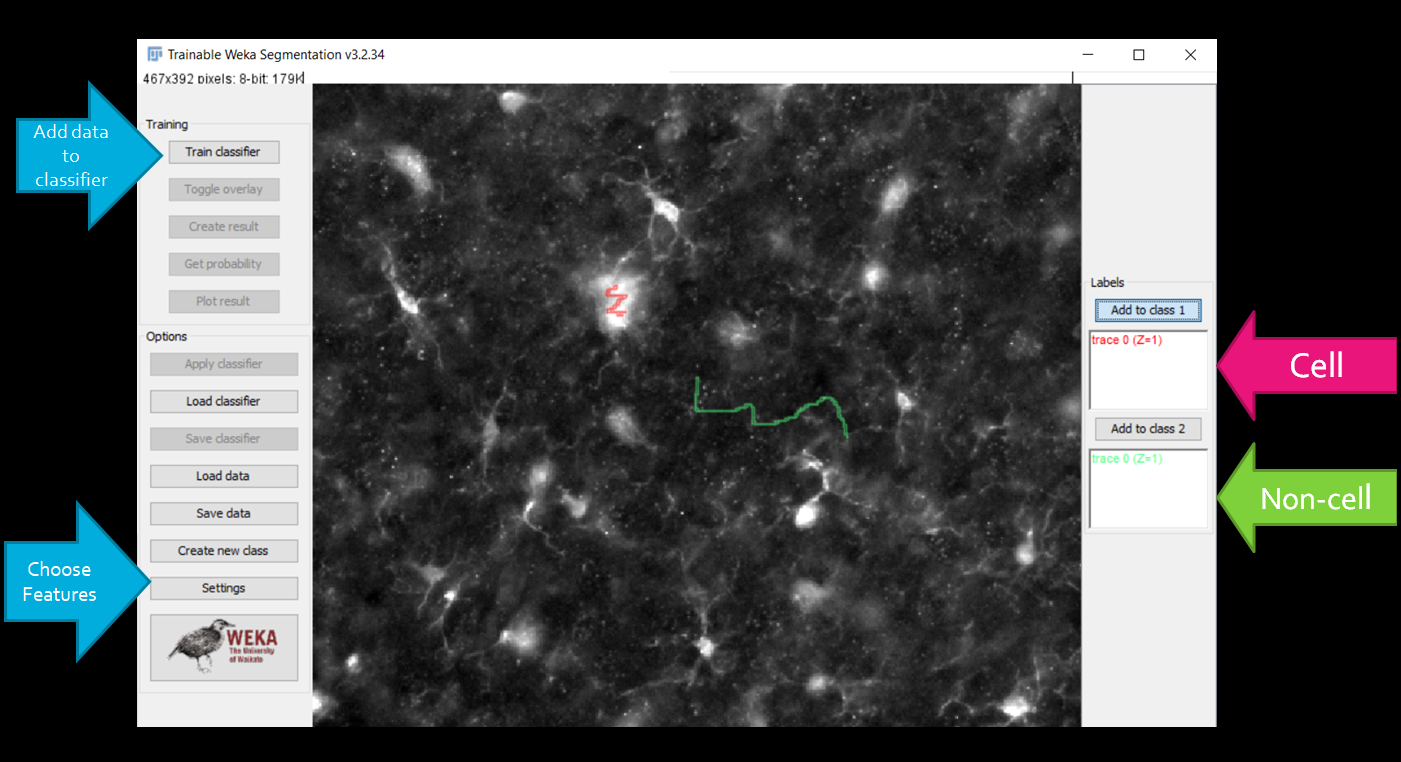 Trainable Weka Segmentation v3.2.34
467x392 pixels: 8-bit: 179K
Add data
to
classifier
Training
Train classifier
Toggle overlay
Create result
Get probability
Plot result
Options
Apply classifier
Load classifier
Save classifier
Load data
Save data
Create new class
Choose
Features
Settings
WEKA
The University
of Waikato
Labels
Add to class 1
trace 0 (Z=1)
Cell
Add to class 2
trace 0 (Z=1)
Non-cell